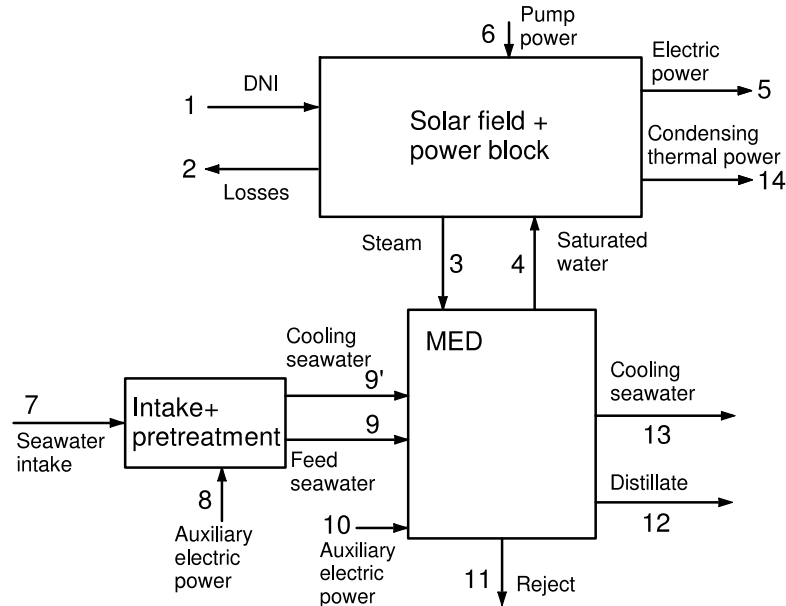 6
Pump
power
Electric
power
5
1
DNI
Solar field +
power block
Condensing
thermal power
14
2
Losses
Steam
3
4
Saturated
water
MED
Cooling
seawater
9'
7
Seawater
intake
Intake+
pretreatment
9
Feed
seawater
Cooling
seawater
13
8
Auxiliary
electric
power
10
Auxiliary
electric
power
Distillate
12
11
Reject